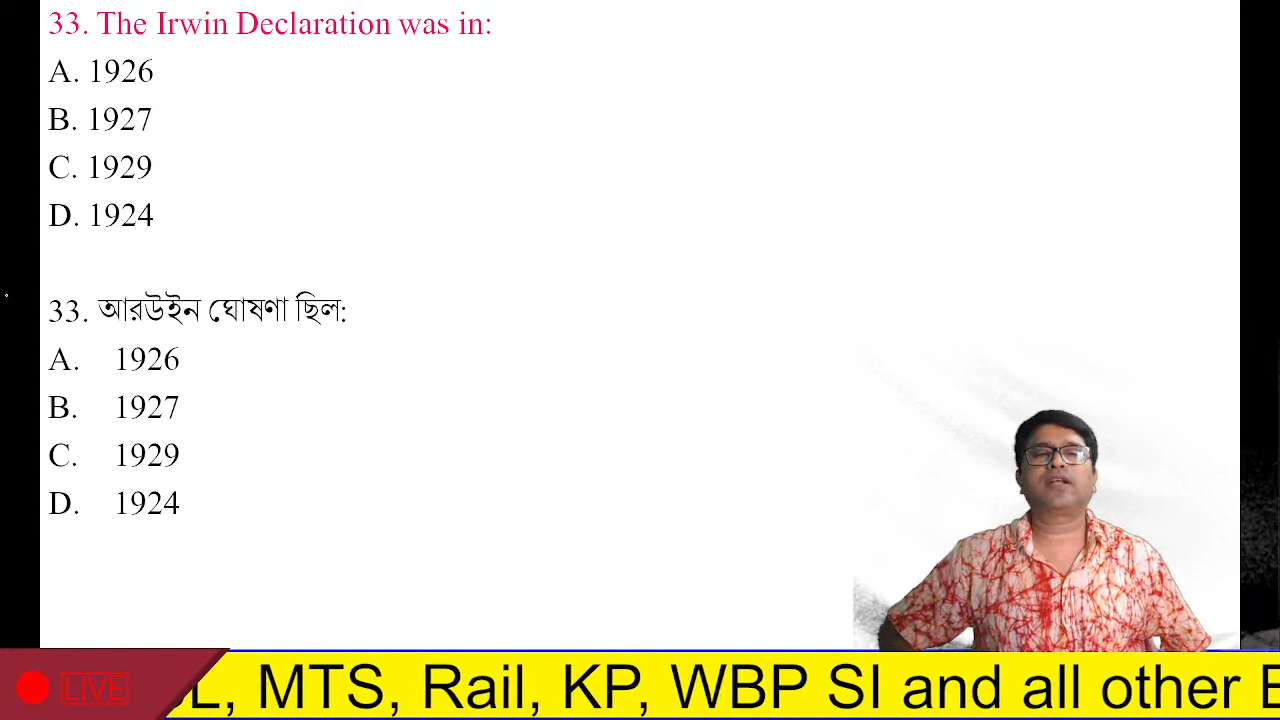 33. The Irwin Declaration was in:
A. 1926
B. 1927
C. 1929
D. 1924
33. আরউইন ঘোষণা ছিল:
A. 1926
B. 1927
C. 1929
D. 1924
LIVE
L, MTS, Rail, KP, WBP SI and all other